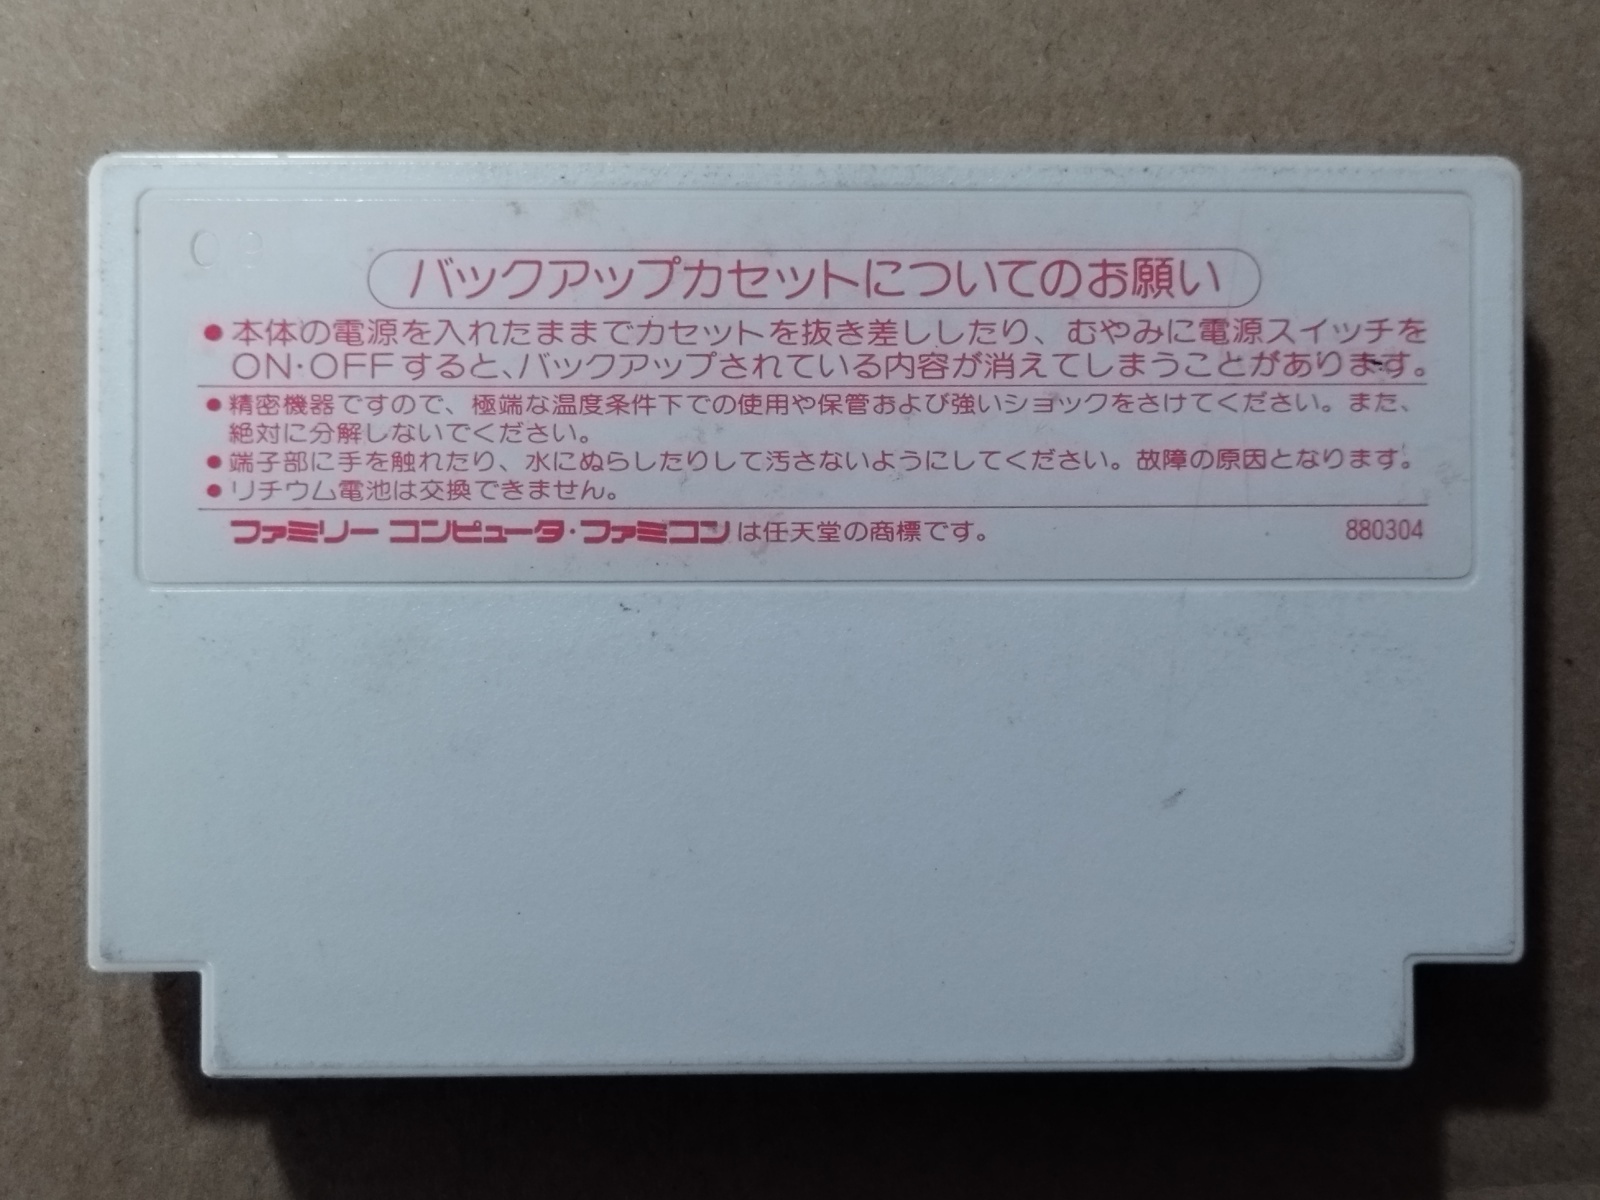 バックアップカセットについてのお願い
●本体の電源を入れたままでカセットを抜き差ししたり、むやみに電源スイッチを
ON・OFFすると、バックアップされている内容が消えてしまうことがあります。
●精密機器ですので、極端な温度条件下での使用や保管および強いショックをさけてください。また、
絶対に分解しないでください。
●端子部に手を触れたり、水にぬらしたりして汚さないようにしてください。故障の原因となります。
●リチウム電池は交換できません。
ファミリー コンピュータ・ファミコンは任天堂の商標です。 880304